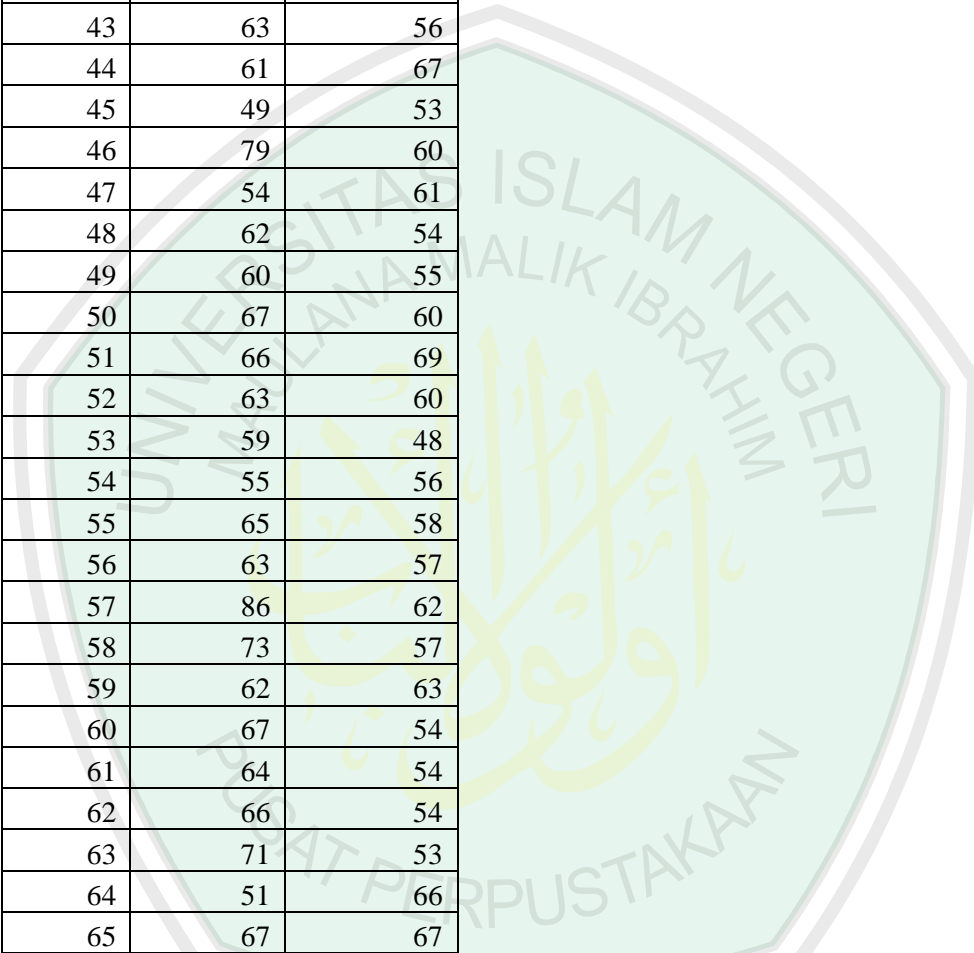 43 63 56
44 61 67
45 49 53
46 79 60
47 54 61
48 62 54
49 60 55
50 67 60
51 66 69
52 63 60
53 59 48
54 55 56
55 65 58
56 63 57
57 86 62
58 73 57
59 62 63
60 67 54
61 64 54
62 66 54
63 71 53
64 51 66
65 67 67
UNIVERSITAS ISLAM NEGERI
MAULANA MALIK IBRAHIM
PUSAT PERPUSTAKAAN